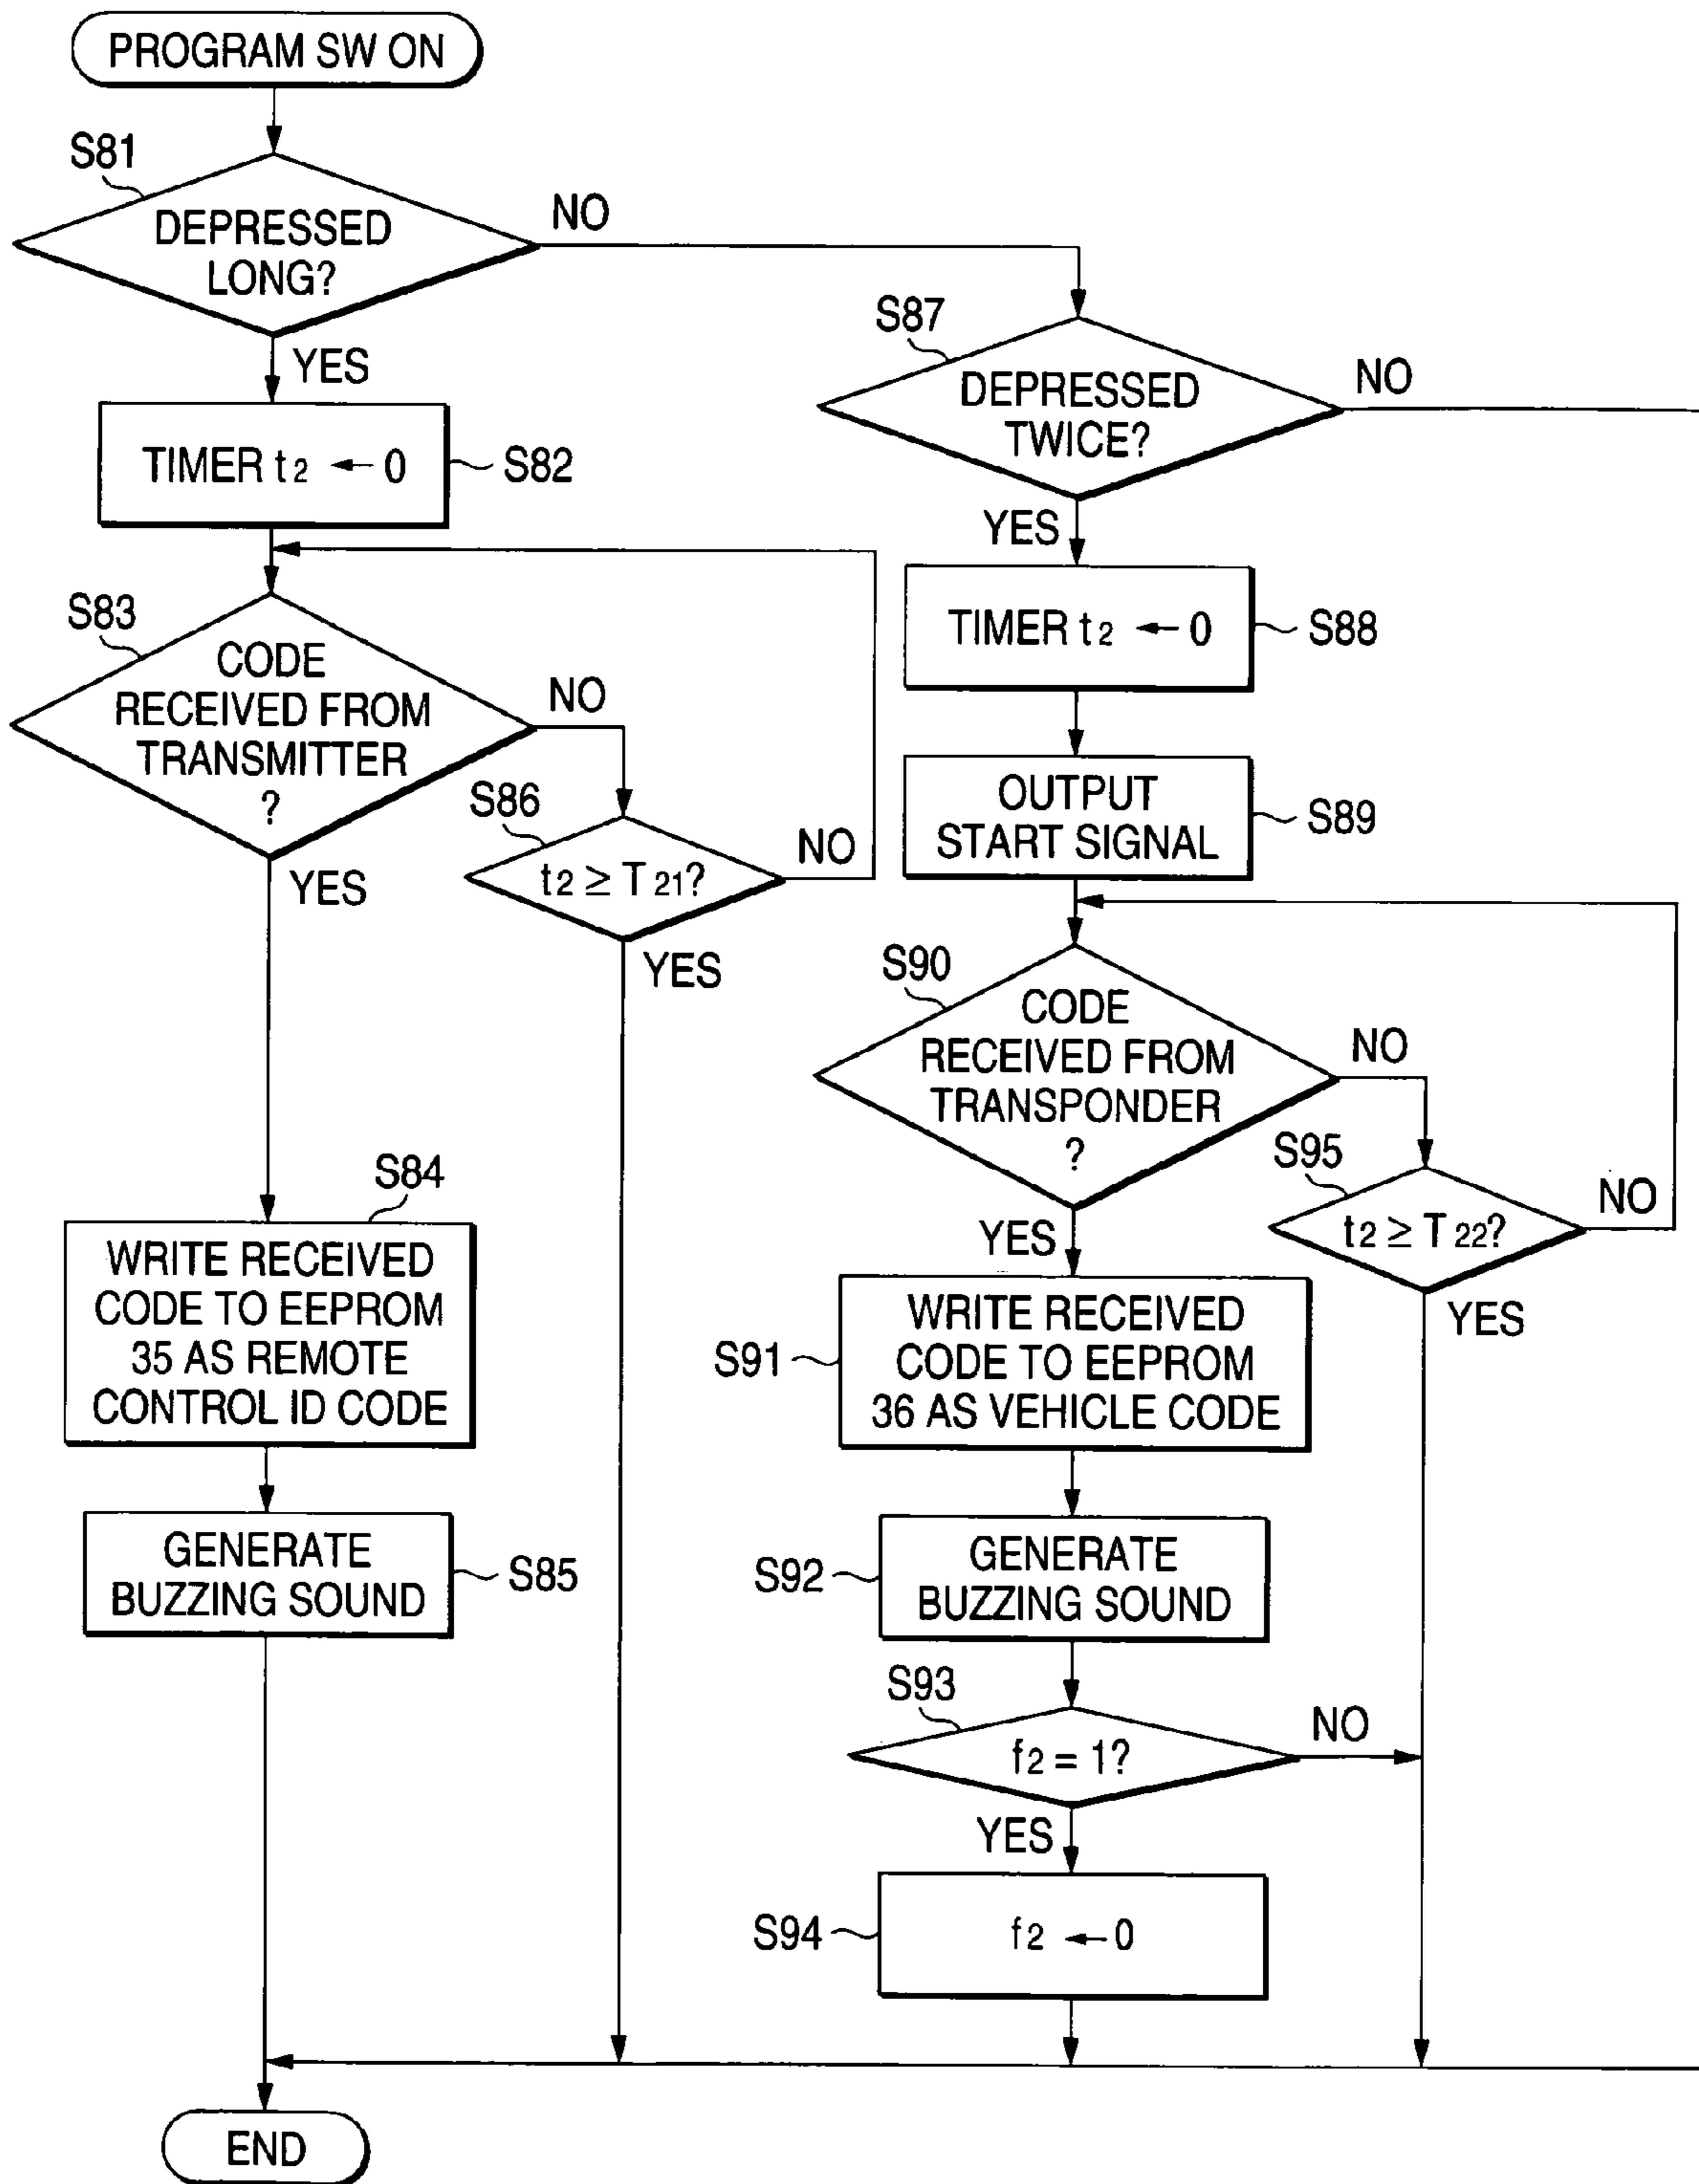 PROGRAM SW ON
S81
DEPRESSED
LONG?
NO
YES
TIMER t2 ← 0
S82
S83
CODE
RECEIVED FROM
TRANSMITTER
?
NO
YES
S86
t2 ≥ T21?
NO
YES
S84
WRITE RECEIVED
CODE TO EEPROM
35 AS REMOTE
CONTROL ID CODE
GENERATE
BUZZING SOUND
S85
S87
DEPRESSED
TWICE?
NO
YES
TIMER t2 ← 0
S88
OUTPUT
START SIGNAL
S89
S90
CODE
RECEIVED FROM
TRANSPONDER
?
NO
YES
S95
t2 ≥ T22?
NO
YES
S91
WRITE RECEIVED
CODE TO EEPROM
36 AS VEHICLE CODE
S92
GENERATE
BUZZING SOUND
S93
f2 = 1?
NO
YES
S94
f2 ← 0
END